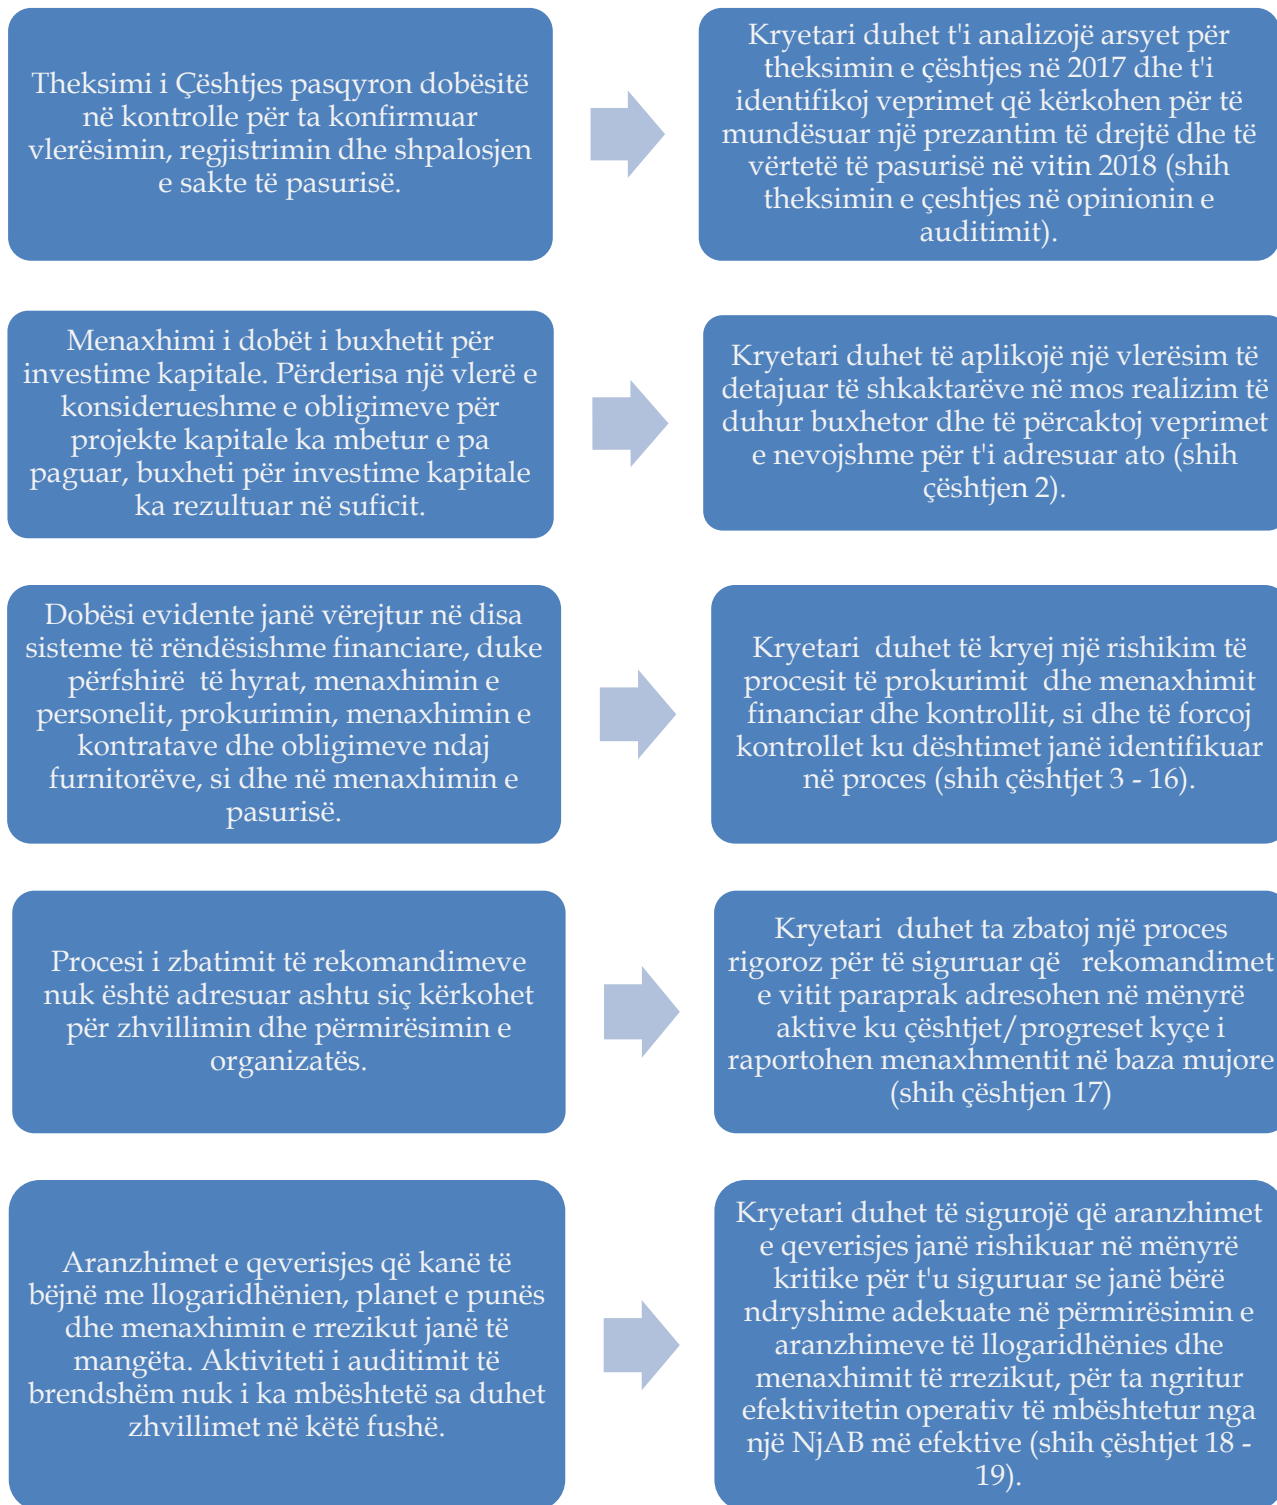 Theksimi i Çështjes pasqyron dobësitë
në kontrolle për ta konfirmuar
vlerësimin, regjistrimin dhe shpalosjen
e sakte të pasurisë.
Kryetari duhet t'i analizojë arsyet për
theksimin e çështjes në 2017 dhe t'i
identifikoj veprimet që kërkohen për të
mundësuar një prezantim të drejtë dhe të
vërtetë të pasurisë në vitin 2018 (shih
theksimin e çeshtjes në opinionin e
auditimit).
Menaxhimi i dobët i buxhetit për
investime kapitale. Përderisa një vlerë e
konsiderueshme e obligimeve për
projekte kapitale ka mbetur e pa
paguar, buxheti për investime kapitale
ka rezultuar në suficit.
Kryetari duhet të aplikojë një vlerësim të
detajuar të shkaktarëve në mos realizim të
duhur buxhetor dhe të përcaktoj veprimet
e nevojshme për t'i adresuar ato (shih
çështjen 2).
Dobësi evidente janë vërejtur në disa
sisteme të rëndësishme financiare, duke
përfshirë të hyrat, menaxhimin e
personelit, prokurimin, menaxhimin e
kontratave dhe obligimeve ndaj
furnitorëve, si dhe në menaxhimin e
pasurisë.
Kryetari duhet të kryej një rishikim të
procesit të prokurimit dhe menaxhimit
financiar dhe kontrollit, si dhe të forcoj
kontrollet ku dështimet janë identifikuar
në proces (shih çështjet 3 - 16).
Procesi i zbatimit të rekomandimeve
nuk është adresuar ashtu siç kërkohet
për zhvillimin dhe përmirësimin e
organizatës.
Kryetari duhet ta zbatoj një proces
rigoroz për të siguruar që rekomandimet
e vitit paraprak adresohen në mënyrë
aktive ku çështjet/progreset kyçe i
raportohen menaxhmentit në baza mujore
(shih çështjen 17)
Aranzhimet e qeverisjes që kanë të
bëjnë me llogaridhënien, planet e punës
dhe menaxhimin e rrezikut janë të
mangëta. Aktiviteti i auditimit të
brendshëm nuk i ka mbështetë sa duhet
zhvillimet në këtë fushë.
Kryetari duhet të sigurojë që aranzhimet
e qeverisjes janë rishikuar në mënyrë
kritike për t'u siguruar se janë bërë
ndryshime adekuate në përmirësimin e
aranzhimeve të llogaridhënies dhe
menaxhimit të rrezikut, për ta ngritur
efektivitetin operativ të mbështetur nga
një NjAB më efektive (shih çështjet 18 -
19).